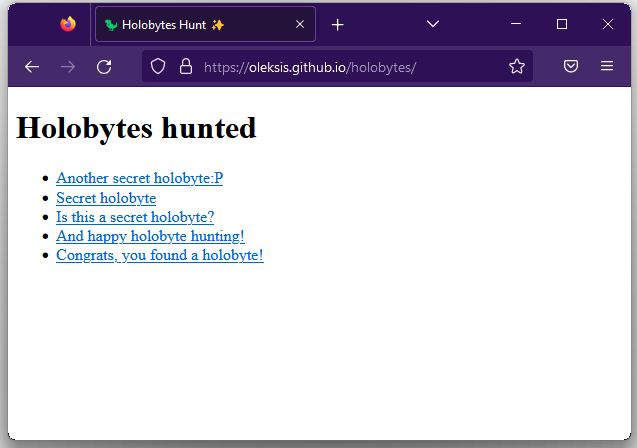 Holobytes Hunt ✨
https://oleksis.github.io/holobytes/
Holobytes hunted
Another secret holobyte:P
Secret holobyte
Is this a secret holobyte?
And happy holobyte hunting!
Congrats, you found a holobyte!